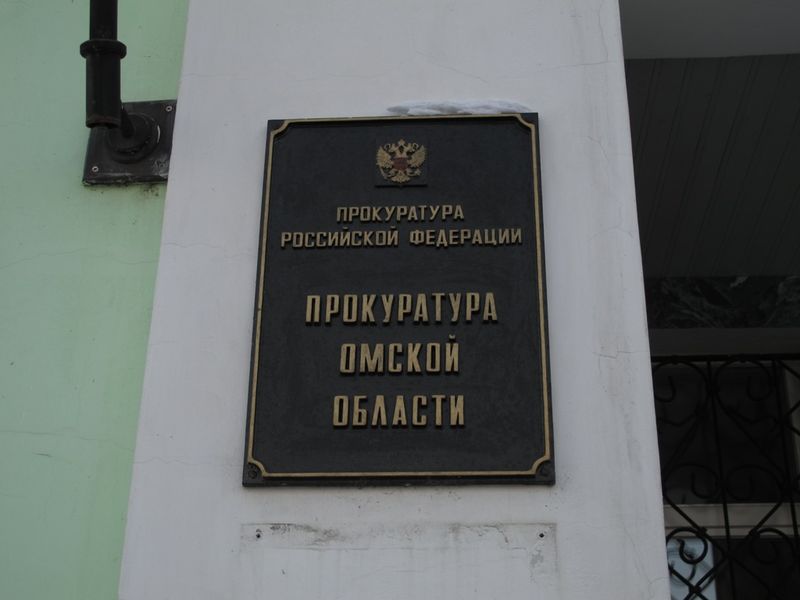 ПРОКУРАТУРА
РОССИЙСКОЙ ФЕДЕРАЦИИ
ПРОКУРАТУРА
ОМСКОЙ
ОБЛАСТИ